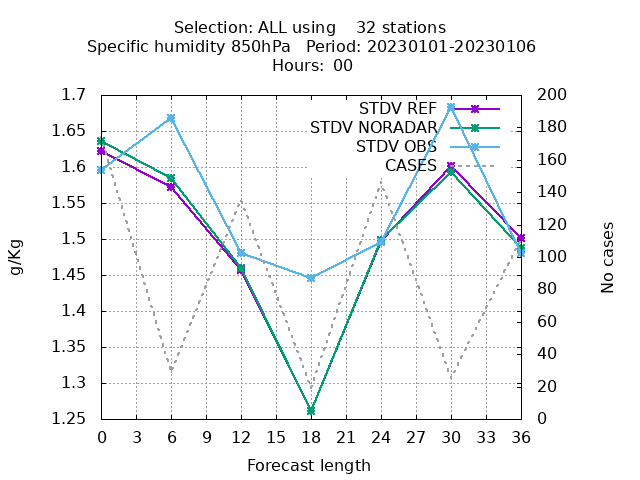 Selection: ALL using    32 stations
Specific humidity 850hPa   Period: 20230101-20230106
Hours:  00
STDV REF
STDV NORADAR
STDV OBS
CASES
g/Kg
1.7
1.65
1.6
1.55
1.5
1.45
1.4
1.35
1.3
1.25
200
180
160
140
120
100
80
60
40
20
0
No cases
0 3 6 9 12 15 18 21 24 27 30 33 36
Forecast length